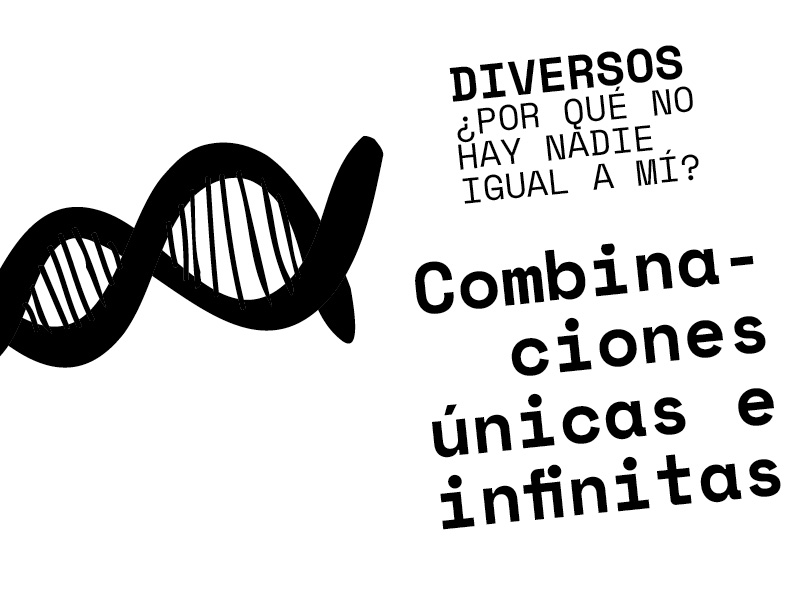 DIVERSOS
¿POR QUÉ NO
HAY NADIE
IGUAL A MÍ?
Combina-
ciones
únicas e
infinitas